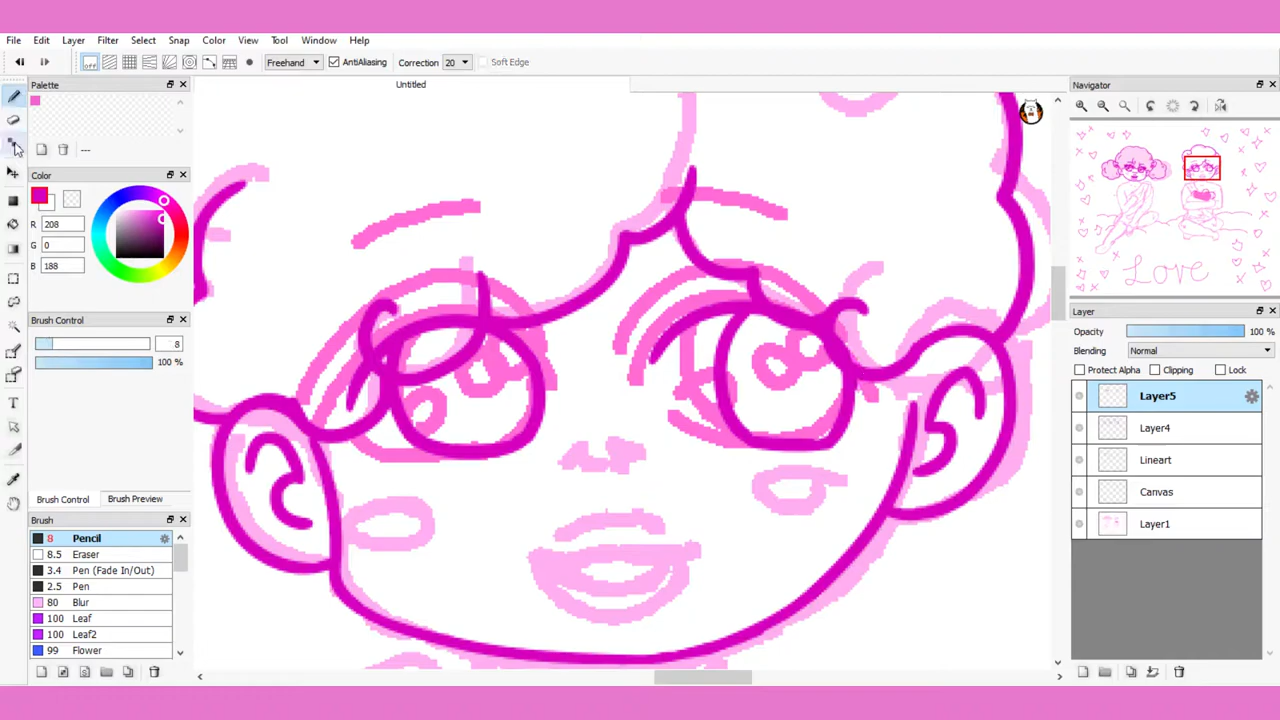 File Edit Layer Filter Select Snap Color View Tool Window Help
OFF Freehand AntiAliasing Correction 20 Soft Edge
Untitled
Palette
---
Color
R 208
G 0
B 188
Brush Control
8
100 %
Brush Control Brush Preview
Brush
8 Pencil
8.5 Eraser
3.4 Pen (Fade In/Out)
2.5 Pen
80 Blur
100 Leaf
100 Leaf2
99 Flower
Navigator
Love
Layer
Opacity 100 %
Blending Normal
Protect Alpha Clipping Lock
Layer5
Layer4
Lineart
Canvas
Layer1